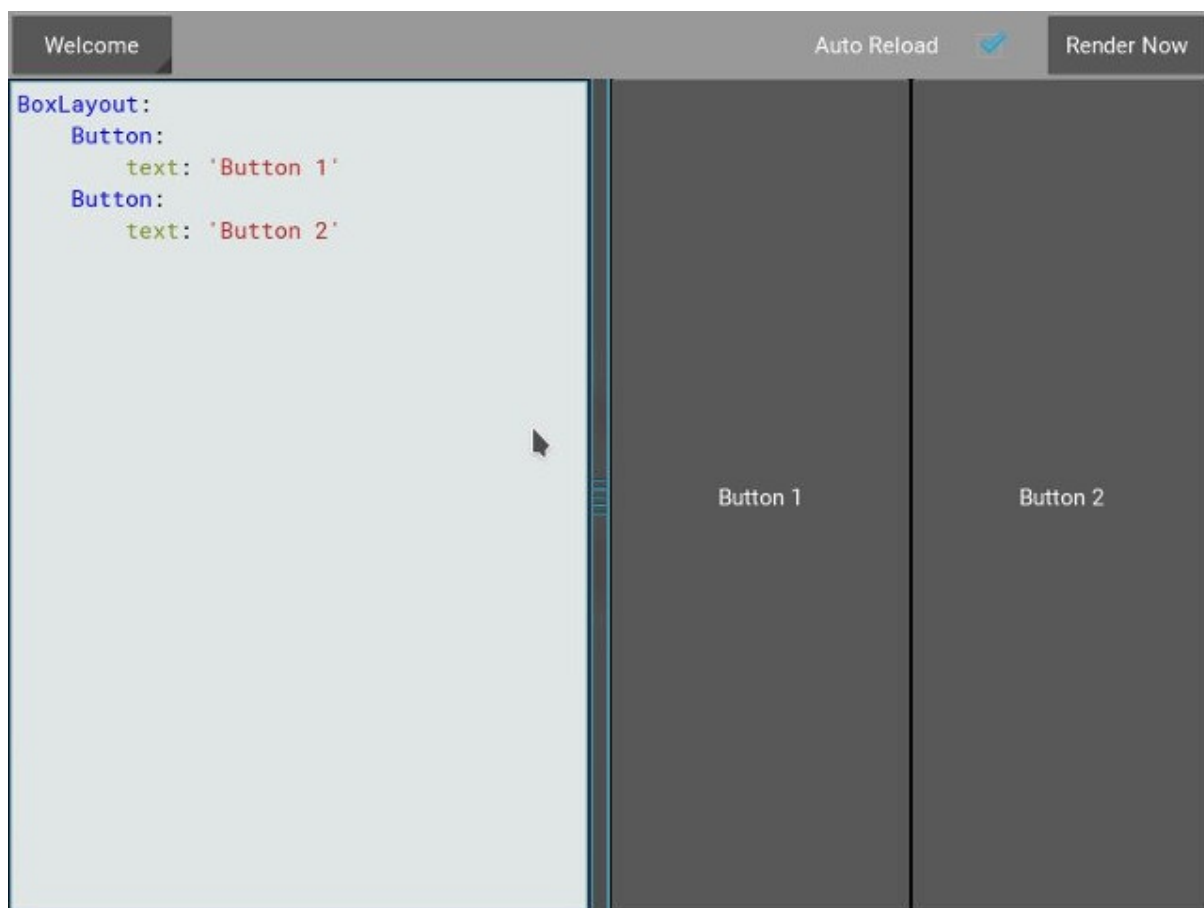 Welcome
Auto Reload
Render Now
BoxLayout:
    Button:
        text: 'Button 1'
    Button:
        text: 'Button 2'
Button 1
Button 2